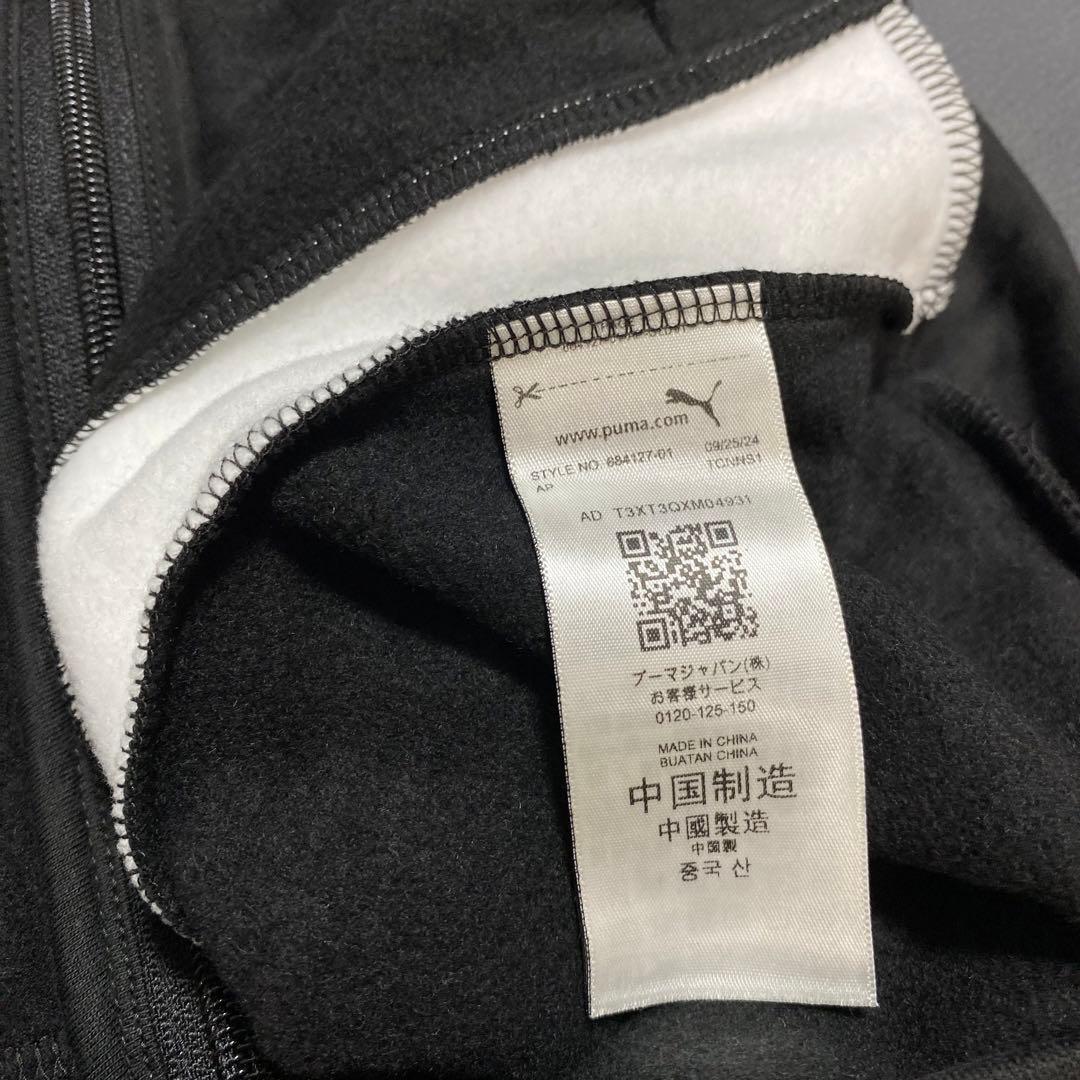 www.puma.com
STYLE NO 684127-01 09/25/24
AP TCNNS1
AD T3XT3QXM04931
プーマジャパン(株)
お客様サービス
0120-125-150
MADE IN CHINA
BUATAN CHINA
中国制造
中國製造
中国製
중국 산